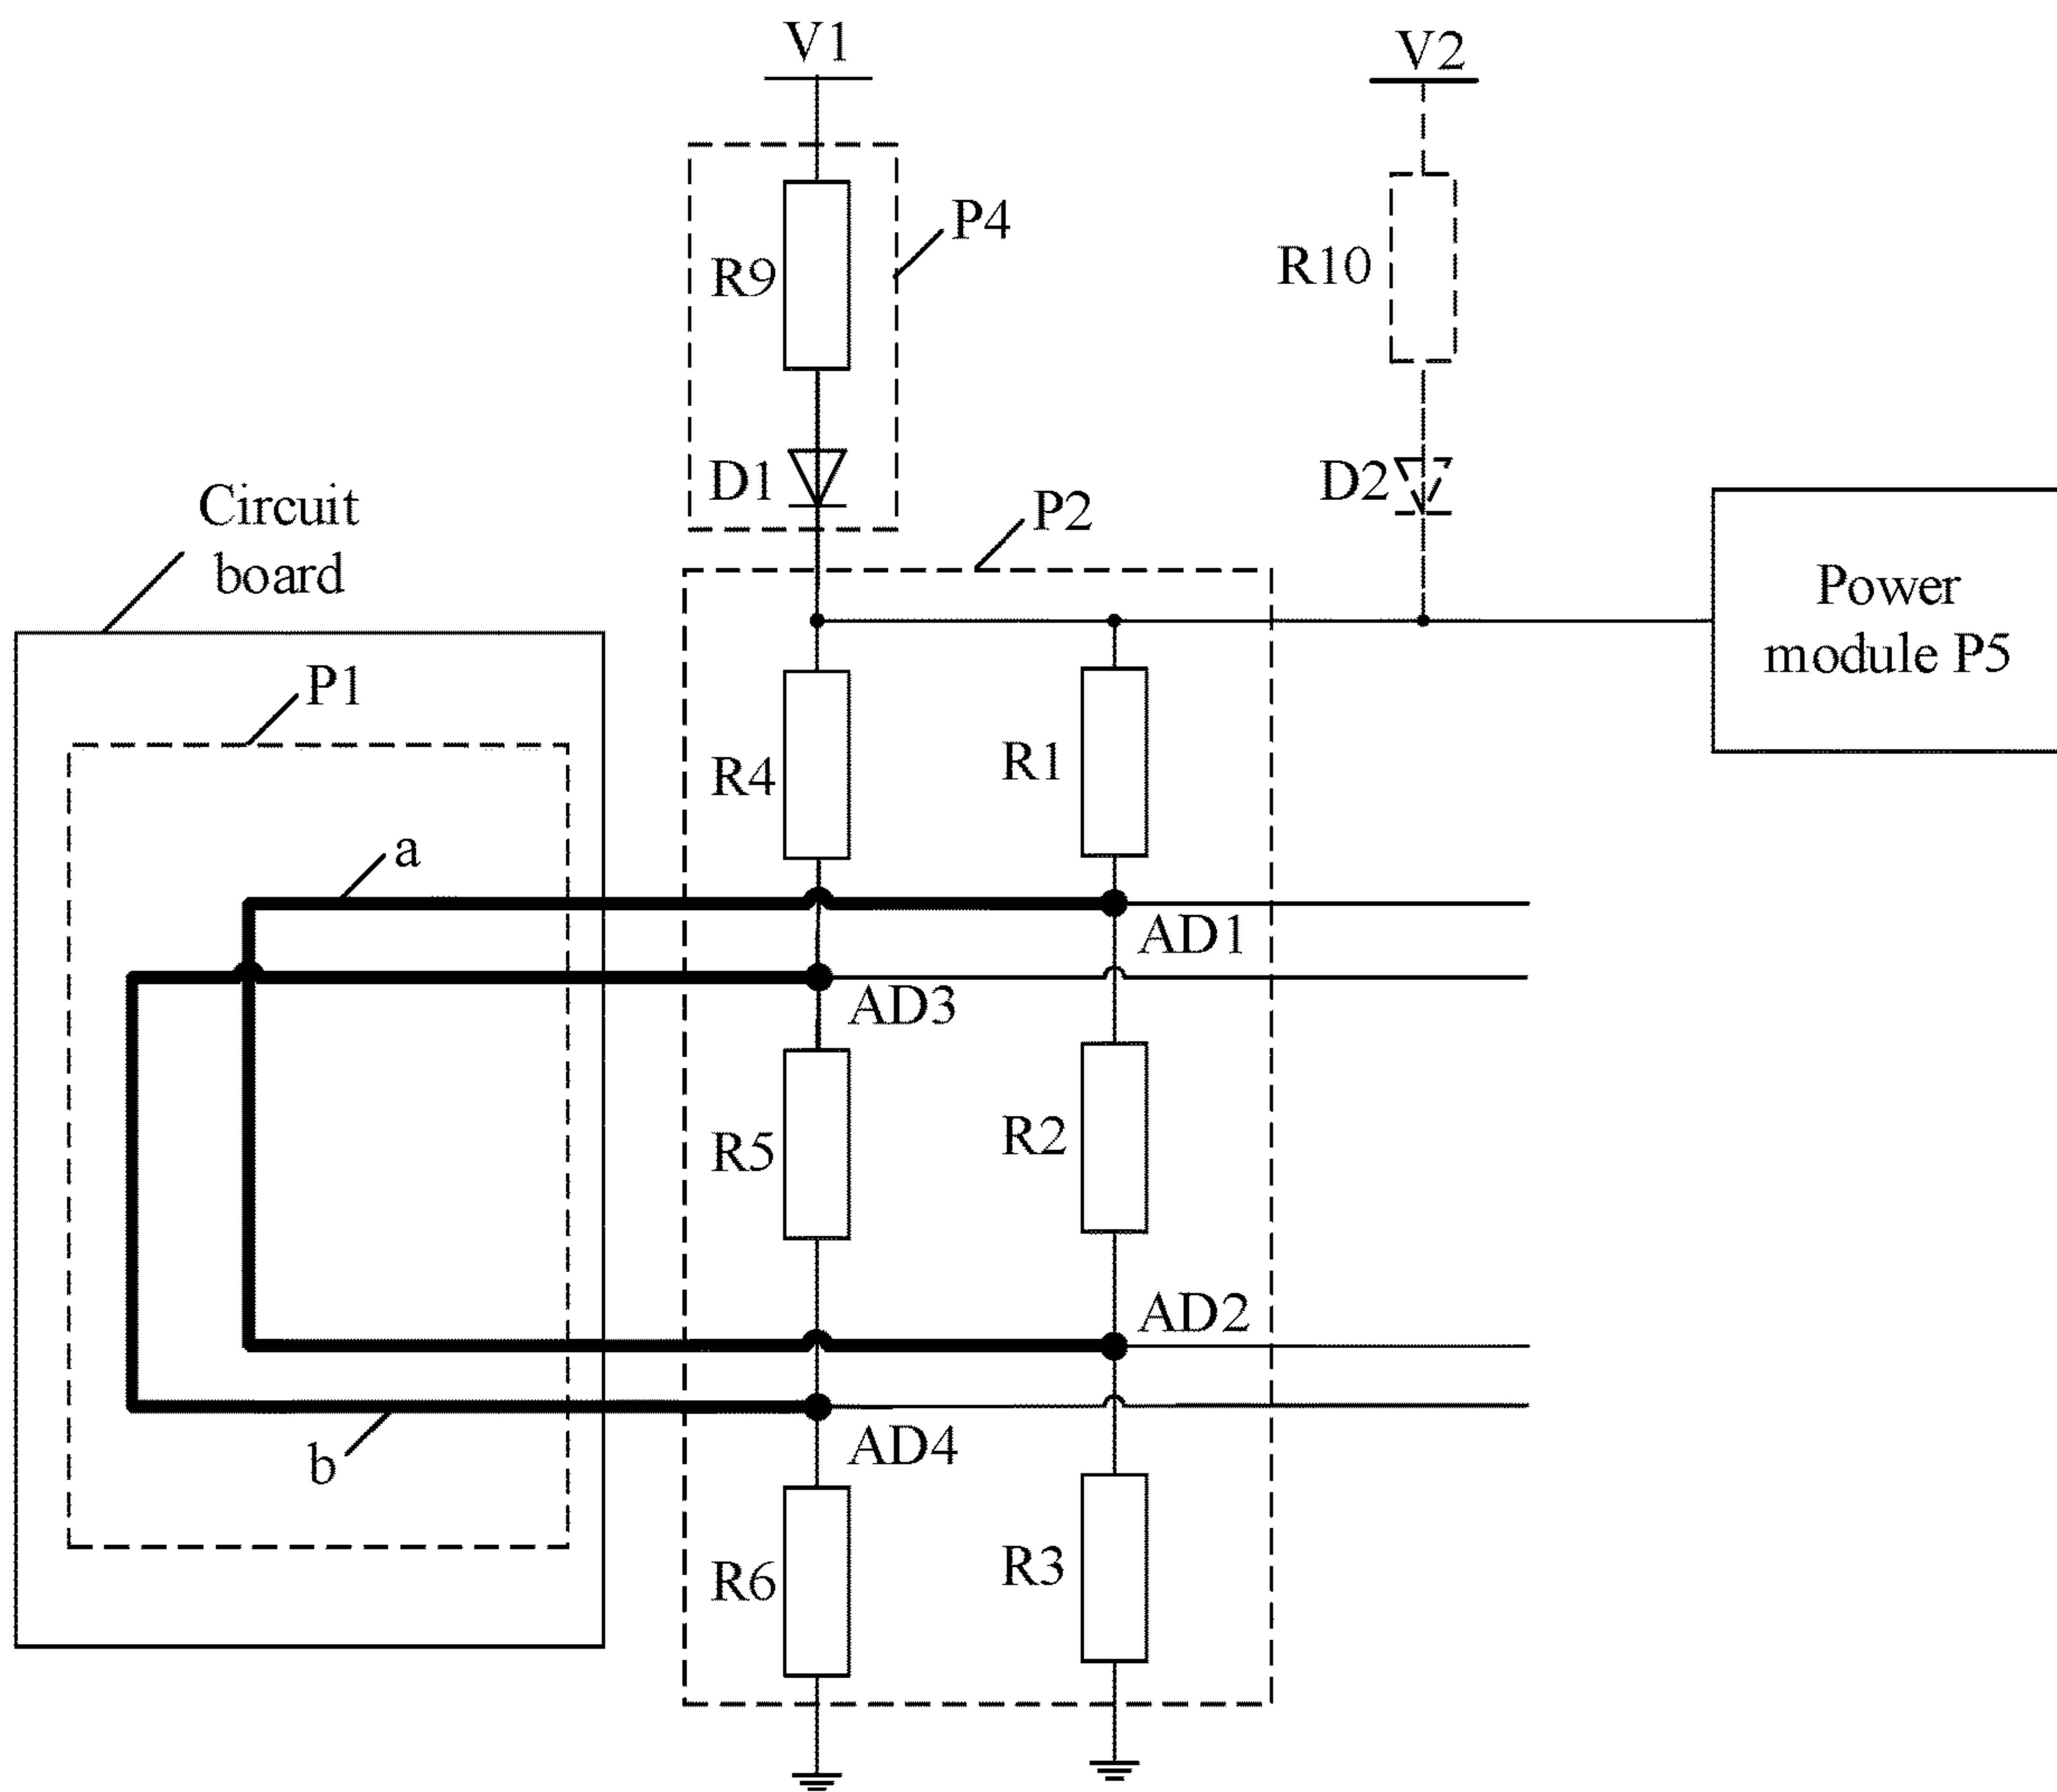 V1
V2
P4
R9
R10
D1
D2
P2
Circuit
board
Power
module P5
P1
R4
R1
a
AD1
AD3
R5
R2
AD2
AD4
b
R6
R3